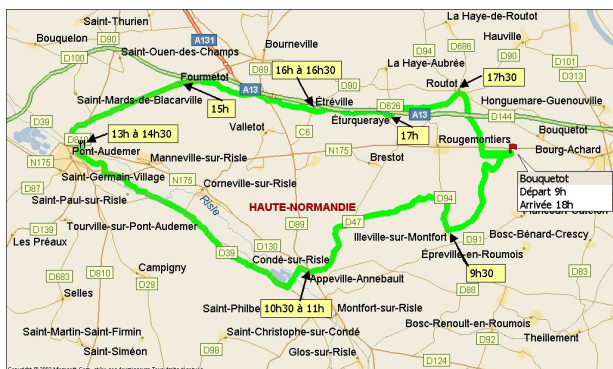 Saint-Thurien
La Haye-de-Routot
Bouquelon
D90
A131
Bourneville
D94
D686
Hauville
D90
D100
Saint-Ouen-des-Champs
D89
16h à 16h30
La Haye-Aubrée
D101
D313
Fourmetot
Routot
17h30
A13
Saint-Mards-de-Blacarville
15h
Étréville
D626
A13
Honguemare-Guenouville
D39
13h à 14h30
Valletot
Éturqueraye
17h
D144
C6
Rougemontiers
Bouquetot
Pont-Audemer
N175
Bourg-Achard
N175
Manneville-sur-Risle
Brestot
Saint-Germain-Village
Bouquetot
Départ 9h
Arrivée 18h
D87
Corneville-sur-Risle
Saint-Paul-sur-Risle
Risle
HAUTE-NORMANDIE
D94
D139
Tourville-sur-Pont-Audemer
D89
D47
Les Préaux
D39
D130
Illeville-sur-Montfort
D91
Bosc-Bénard-Crescy
Condé-sur-Risle
Épreville-en-Roumois
D683
D810
Campigny
9h30
D83
D29
Appeville-Annebault
Selles
10h30 à 11h
D88
Saint-Philbe
Montfort-sur-Risle
Saint-Martin-Saint-Firmin
Saint-Christophe-sur-Condé
Bosc-Renoult-en-Roumois
D92
Theillement
Saint-Siméon
D98
Glos-sur-Risle
D124